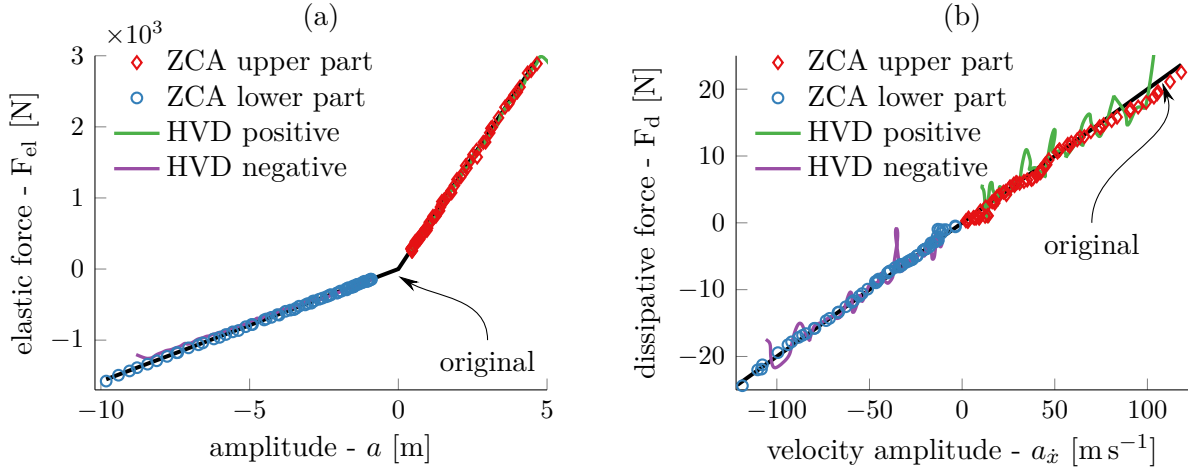 (a)
×10³
ZCA upper part
ZCA lower part
HVD positive
HVD negative
3
2
1
0
−1
elastic force - F_el [N]
original
−10
−5
0
5
amplitude - a [m]
(b)
ZCA upper part
ZCA lower part
HVD positive
HVD negative
20
10
0
−10
−20
dissipative force - F_d [N]
original
−100
−50
0
50
100
velocity amplitude - a_ẋ [m s⁻¹]